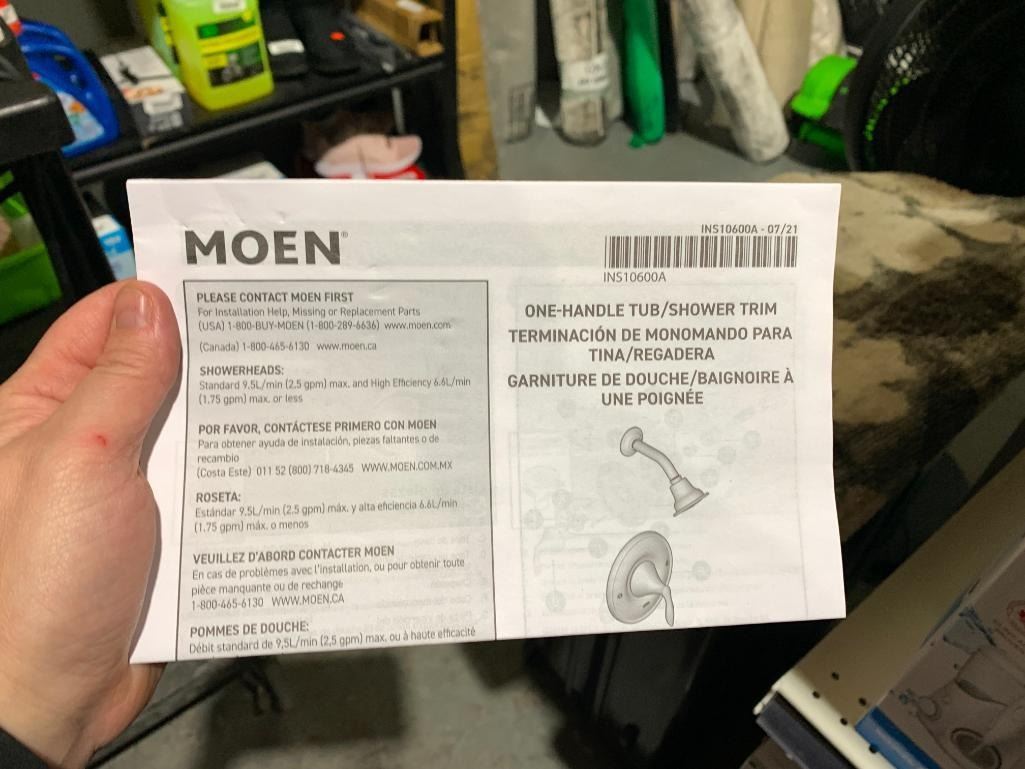 MOEN®
INS10600A - 07/21
INS10600A
PLEASE CONTACT MOEN FIRST
For Installation Help, Missing or Replacement Parts
(USA) 1-800-BUY-MOEN (1-800-289-6636) www.moen.com
(Canada) 1-800-465-6130 www.moen.ca
SHOWERHEADS:
Standard 9.5L/min (2.5 gpm) max. and High Efficiency 6.6L/min
(1.75 gpm) max. or less
POR FAVOR, CONTÁCTESE PRIMERO CON MOEN
Para obtener ayuda de instalación, piezas faltantes o de
recambio
(Costa Este) 011 52 (800) 718-4345 WWW.MOEN.COM.MX
ROSETA:
Estándar 9.5L/min (2.5 gpm) máx. y alta eficiencia 6.6L/min
(1.75 gpm) máx. o menos
VEUILLEZ D'ABORD CONTACTER MOEN
En cas de problèmes avec l'installation, ou pour obtenir toute
pièce manquante ou de rechange
1-800-465-6130 WWW.MOEN.CA
POMMES DE DOUCHE:
Débit standard de 9,5L/min (2,5 gpm) max. ou à haute efficacité
ONE-HANDLE TUB/SHOWER TRIM
TERMINACIÓN DE MONOMANDO PARA
TINA/REGADERA
GARNITURE DE DOUCHE/BAIGNOIRE À
UNE POIGNÉE